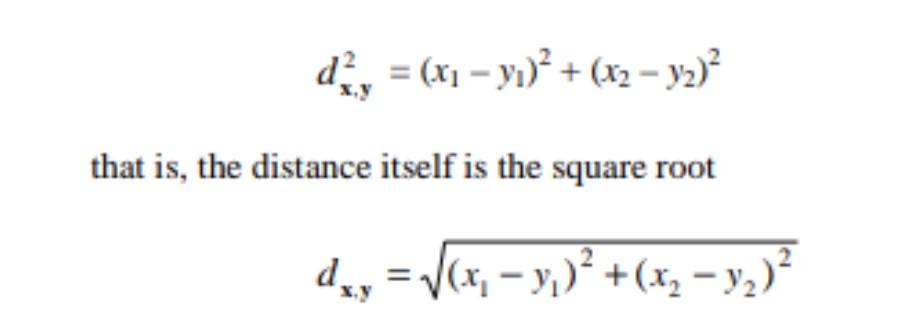 d²ₓ,ᵧ = (x₁ − y₁)² + (x₂ − y₂)²
that is, the distance itself is the square root
dₓ,ᵧ = √(x₁ − y₁)² + (x₂ − y₂)²